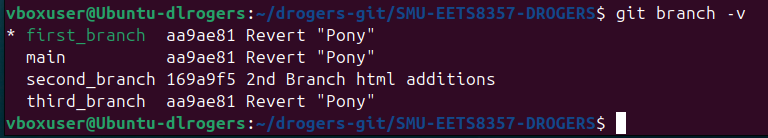 vboxuser@Ubuntu-dlrogers:~/drogers-git/SMU-EETS8357-DROGERS$ git branch -v
* first_branch  aa9ae81 Revert "Pony"
  main          aa9ae81 Revert "Pony"
  second_branch 169a9f5 2nd Branch html additions
  third_branch  aa9ae81 Revert "Pony"
vboxuser@Ubuntu-dlrogers:~/drogers-git/SMU-EETS8357-DROGERS$